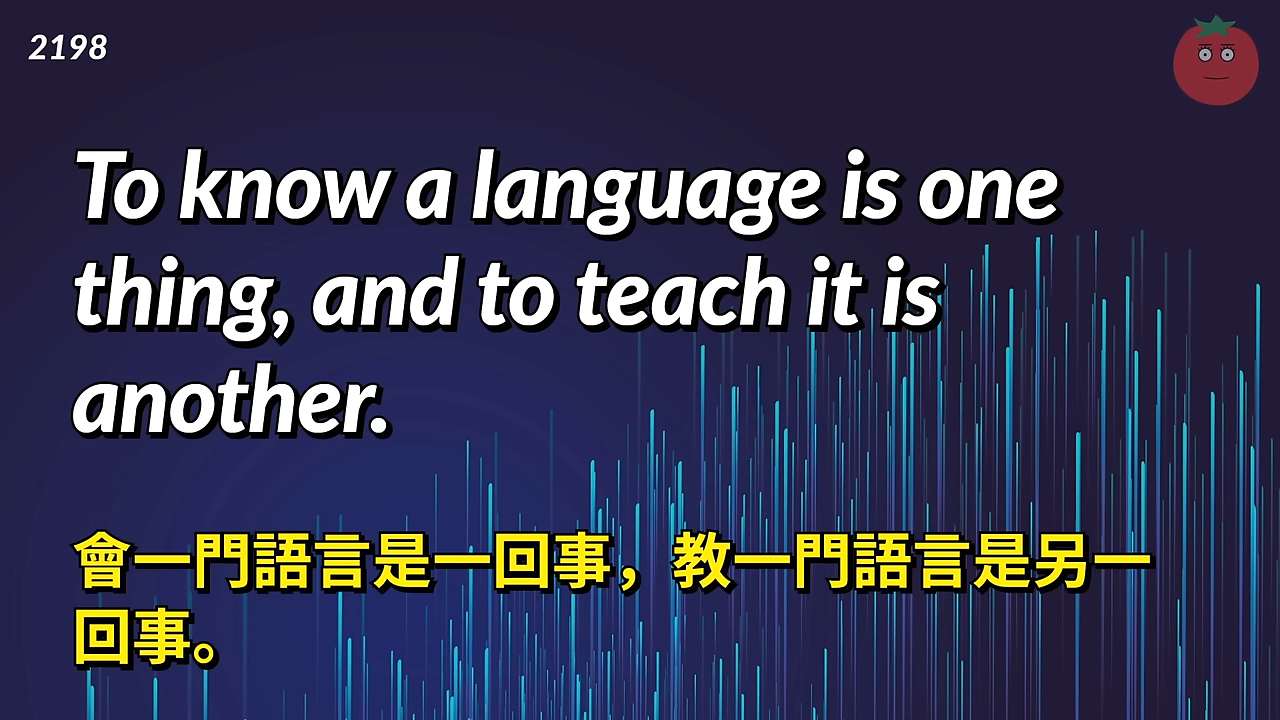 2198
To know a language is one
thing, and to teach it is
another.
會一門語言是一回事，教一門語言是另一
回事。